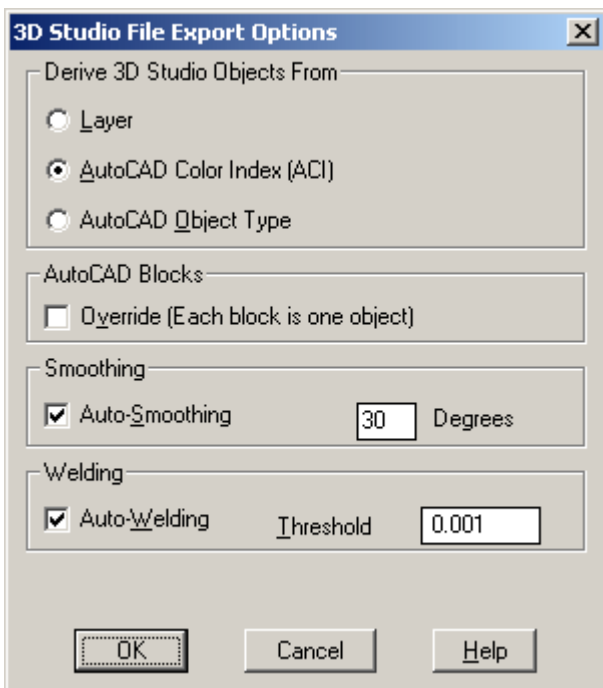 3D Studio File Export Options
Derive 3D Studio Objects From
Layer
AutoCAD Color Index (ACI)
AutoCAD Object Type
AutoCAD Blocks
Override (Each block is one object)
Smoothing
Auto-Smoothing 30 Degrees
Welding
Auto-Welding Threshold 0.001
OK Cancel Help